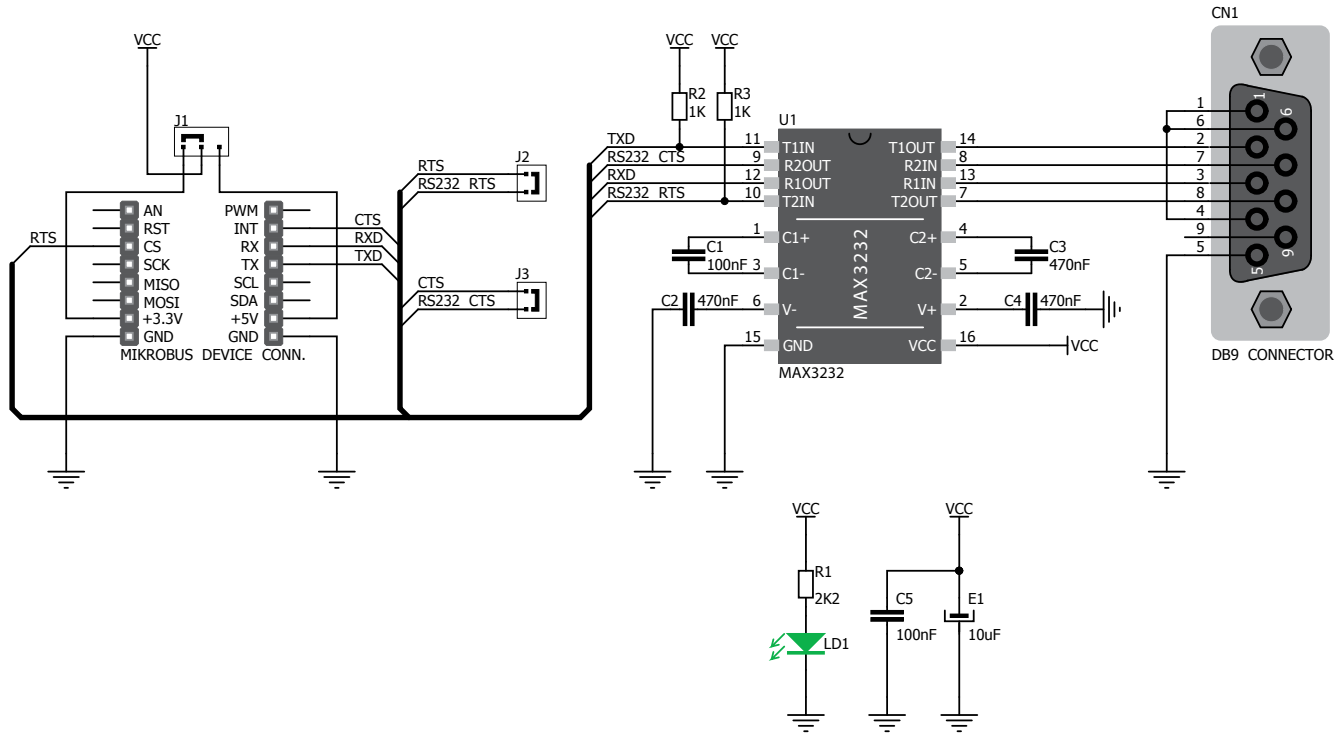 CN1
VCC
VCC
VCC
J1
R2
1K
R3
1K
U1
TXD
RS232 CTS
RXD
RS232 RTS
11
9
12
10
T1IN
R2OUT
R1OUT
T2IN
T1OUT
R2IN
R1IN
T2OUT
14
8
13
7
1
6
2
7
3
8
4
9
5
1
6
5
9
DB9 CONNECTOR
RTS
RS232 RTS
J2
CTS
RS232 CTS
J3
RTS
AN
RST
CS
SCK
MISO
MOSI
+3.3V
GND
PWM
INT
RX
TX
SCL
SDA
+5V
GND
CTS
RXD
TXD
MIKROBUS DEVICE CONN.
C1
100nF
1
3
C1+
C1-
C2
470nF
6
V-
15
GND
MAX3232
C2+
C2-
V+
VCC
4
5
2
16
C3
470nF
C4
470nF
VCC
MAX3232
VCC
R1
2K2
LD1
VCC
C5
100nF
E1
10uF